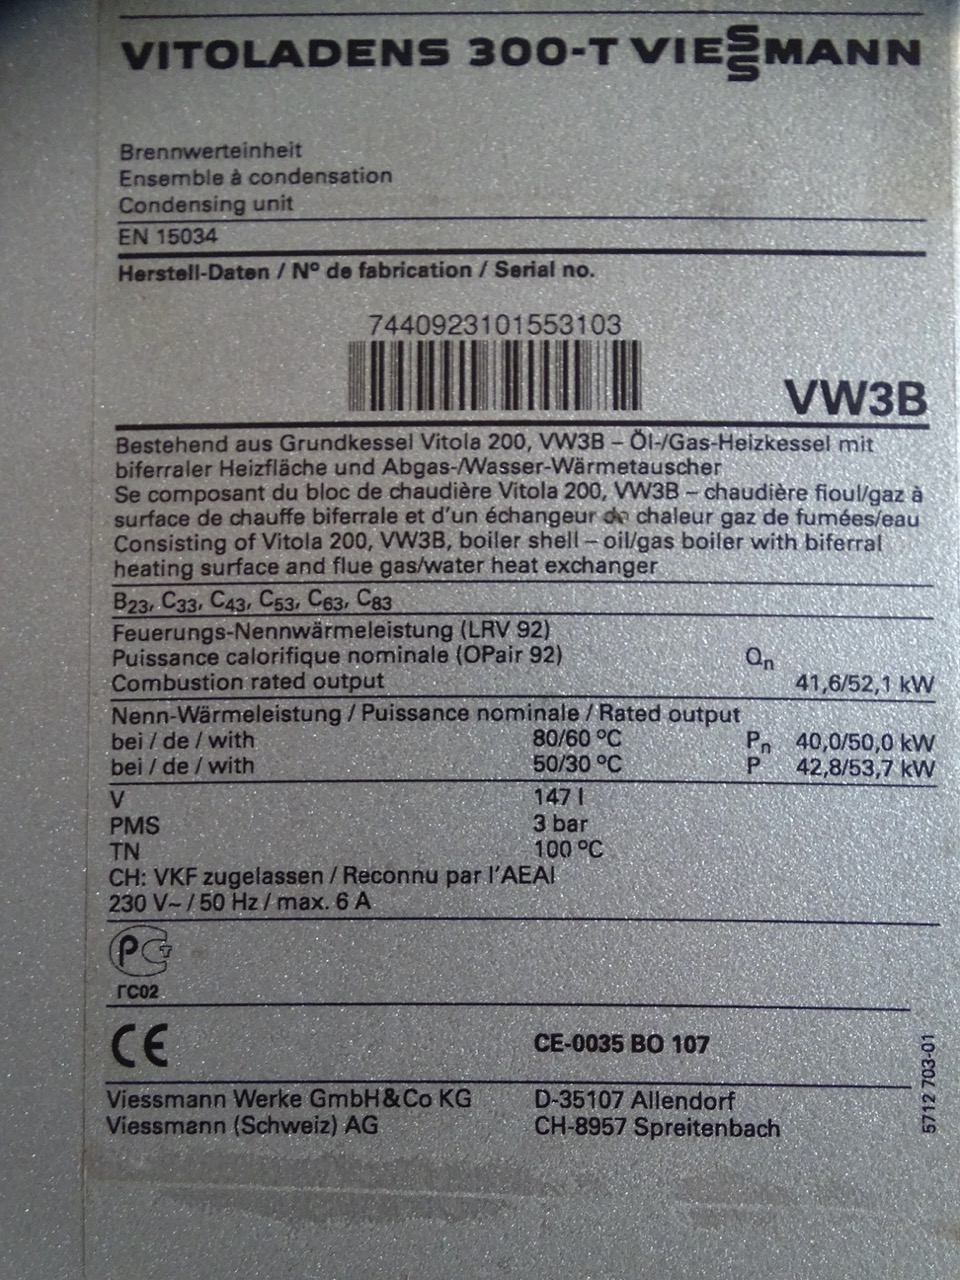 VITOLADENS 300-T VIESSMANN
Brennwerteinheit
Ensemble à condensation
Condensing unit
EN 15034
Herstell-Daten / Nº de fabrication / Serial no.
7440923101553103
VW3B
Bestehend aus Grundkessel Vitola 200, VW3B – Öl-/Gas-Heizkessel mit
biferraler Heizfläche und Abgas-/Wasser-Wärmetauscher
Se composant du bloc de chaudière Vitola 200, VW3B – chaudière fioul/gaz à
surface de chauffe biferrale et d'un échangeur de chaleur gaz de fumées/eau
Consisting of Vitola 200, VW3B, boiler shell – oil/gas boiler with biferral
heating surface and flue gas/water heat exchanger
B23, C33, C43, C53, C63, C83
Feuerungs-Nennwärmeleistung (LRV 92)
Puissance calorifique nominale (OPair 92) Qn
Combustion rated output 41,6/52,1 kW
Nenn-Wärmeleistung / Puissance nominale / Rated output
bei / de / with 80/60 ºC Pn 40,0/50,0 kW
bei / de / with 50/30 ºC P 42,8/53,7 kW
V 147 l
PMS 3 bar
TN 100 ºC
CH: VKF zugelassen / Reconnu par l'AEAI
230 V~ / 50 Hz / max. 6 A
РСТ
ГС02
CE CE-0035 BO 107
Viessmann Werke GmbH&Co KG D-35107 Allendorf
Viessmann (Schweiz) AG CH-8957 Spreitenbach
5712 703-01